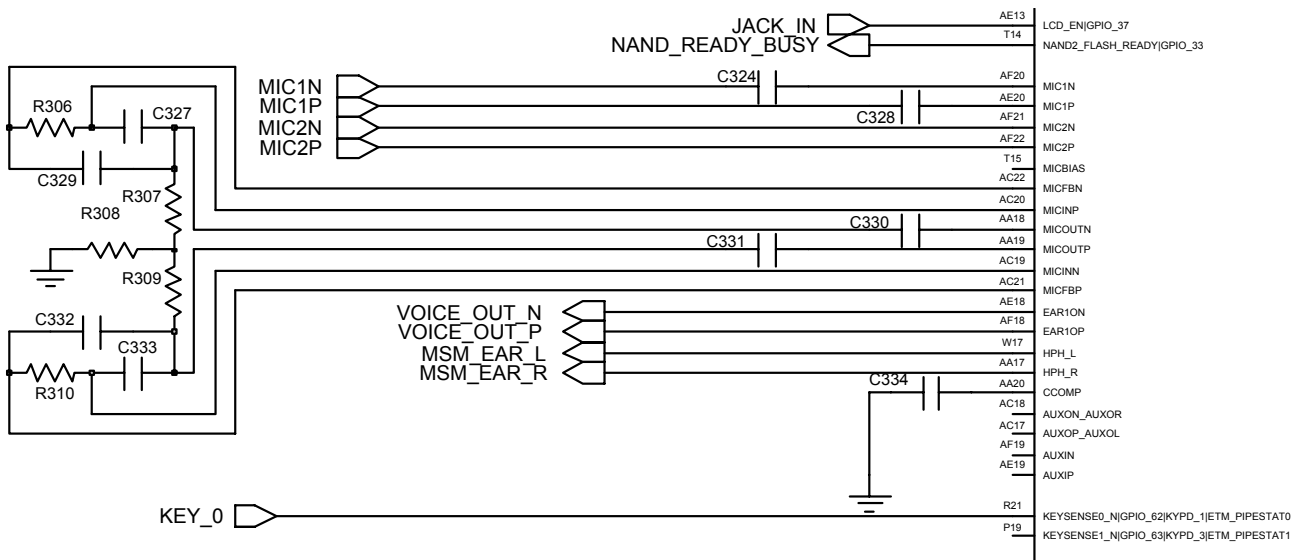 AE13
JACK_IN
LCD_EN|GPIO_37
T14
NAND_READY_BUSY
NAND2_FLASH_READY|GPIO_33
C324
AF20
MIC1N
MIC1N
R306
C327
AE20
MIC1P
MIC1P
C328
AF21
MIC2N
MIC2N
AF22
MIC2P
MIC2P
T15
MICBIAS
C329
AC22
MICFBN
R307
AC20
MICINP
R308
C330
AA18
MICOUTN
C331
AA19
MICOUTP
R309
AC19
MICINN
AC21
MICFBP
AE18
VOICE_OUT_N
EAR1ON
C332
AF18
VOICE_OUT_P
EAR1OP
C333
W17
MSM_EAR_L
HPH_L
AA17
MSM_EAR_R
HPH_R
R310
C334
AA20
CCOMP
AC18
AUXON_AUXOR
AC17
AUXOP_AUXOL
AF19
AUXIN
AE19
AUXIP
R21
KEY_0
KEYSENSE0_N|GPIO_62|KYPD_1|ETM_PIPESTAT0
P19
KEYSENSE1_N|GPIO_63|KYPD_3|ETM_PIPESTAT1